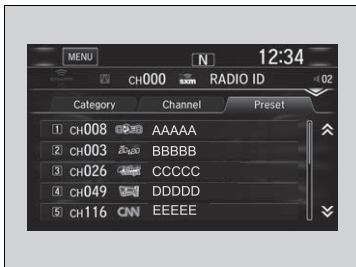 MENU N 12:34
CH000 sxm RADIO ID 02
Category Channel Preset
1 CH008 AAAAA
2 CH003 BBBBB
3 CH026 CCCCC
4 CH049 DDDDD
5 CH116 CNN EEEEE